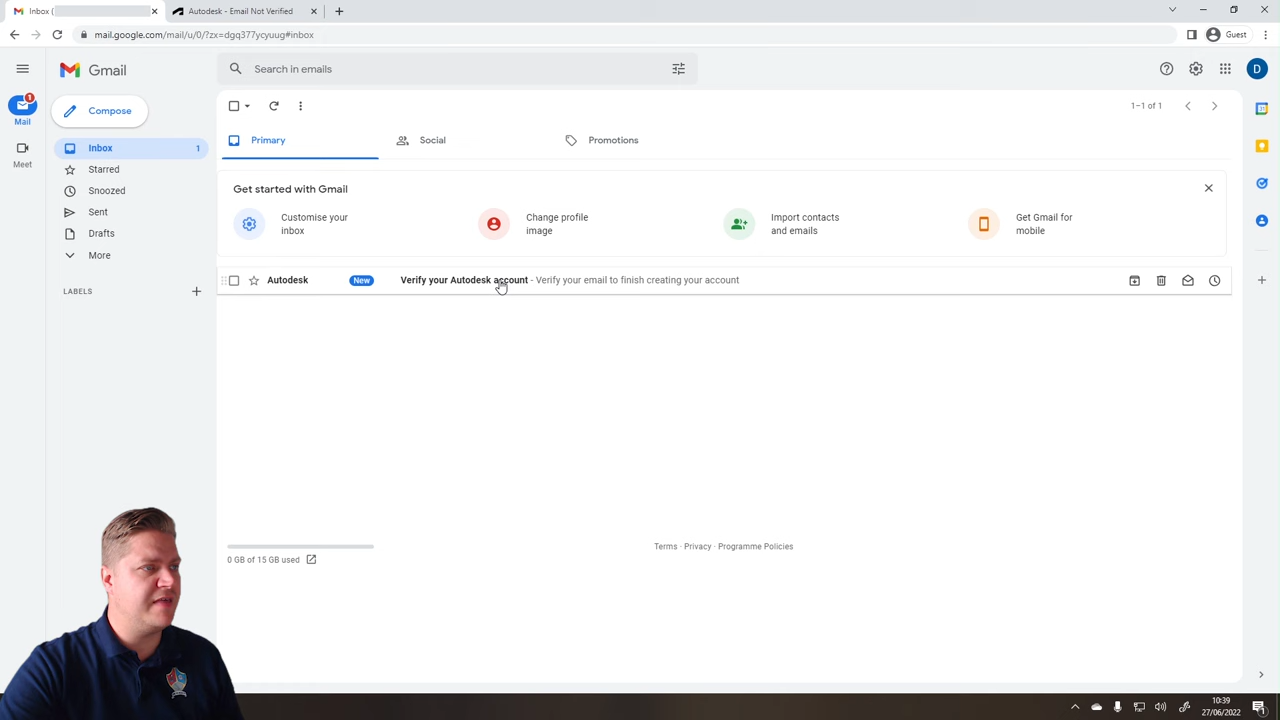 Inbox (
Autodesk - Email Not Verified
mail.google.com/mail/u/0/?zx=dgq377ycyuug#inbox
Guest
Gmail
Search in emails
D
1
Mail
Meet
Compose
Inbox 1
Starred
Snoozed
Sent
Drafts
More
LABELS
1–1 of 1
Primary
Social
Promotions
Get started with Gmail
Customise your
inbox
Change profile
image
Import contacts
and emails
Get Gmail for
mobile
Autodesk New Verify your Autodesk account - Verify your email to finish creating your account
0 GB of 15 GB used
Terms · Privacy · Programme Policies
10:39
27/06/2022
1